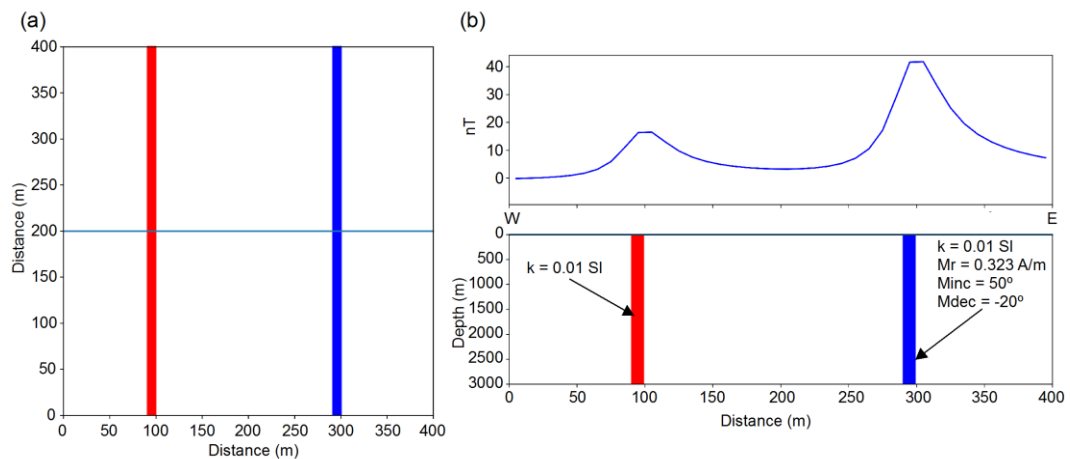 (a)
400
350
300
250
200
150
100
50
0
Distance (m)
0 50 100 150 200 250 300 350 400
Distance (m)
(b)
40
30
20
10
0
nT
W E
0
500
1000
1500
2000
2500
3000
Depth (m)
k = 0.01 SI
k = 0.01 SI
Mr = 0.323 A/m
Minc = 50º
Mdec = -20º
0 50 100 150 200 250 300 350 400
Distance (m)